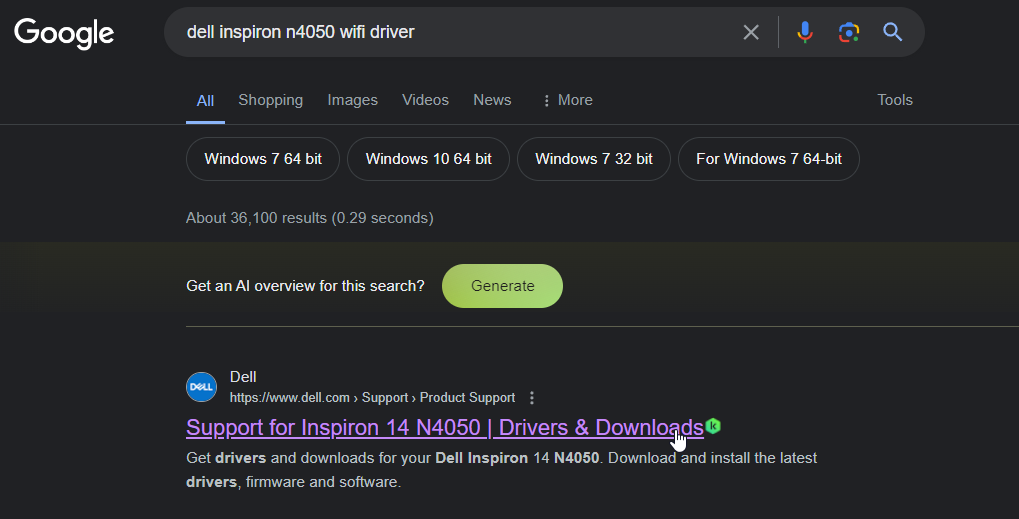 Google
dell inspiron n4050 wifi driver
All Shopping Images Videos News More Tools
Windows 7 64 bit Windows 10 64 bit Windows 7 32 bit For Windows 7 64-bit
About 36,100 results (0.29 seconds)
Get an AI overview for this search? Generate
DELL
Dell
https://www.dell.com › Support › Product Support
Support for Inspiron 14 N4050 | Drivers & Downloads k
Get drivers and downloads for your Dell Inspiron 14 N4050. Download and install the latest
drivers, firmware and software.